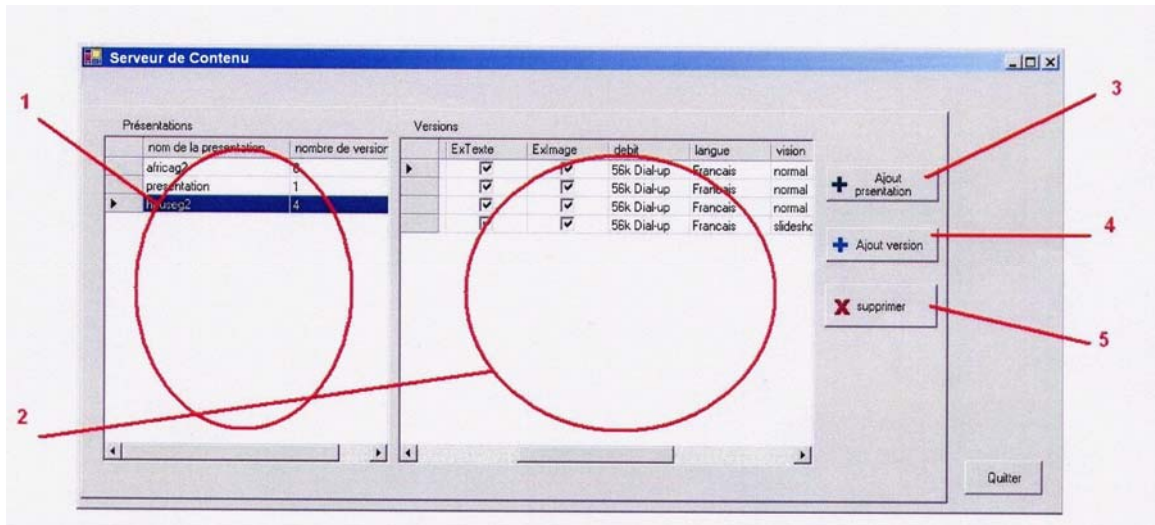 Serveur de Contenu
1
3
Présentations
Versions
nom de la presentation nombre de version
ExTexte ExImage debit langue vision
africag2
56k Dial-up Francais normal
presentation 1
56k Dial-up Francais normal
houseg2 4
56k Dial-up Francais normal
56k Dial-up Francais slidesho
Ajout
prsentation
4
Ajout version
supprimer
5
2
Quitter